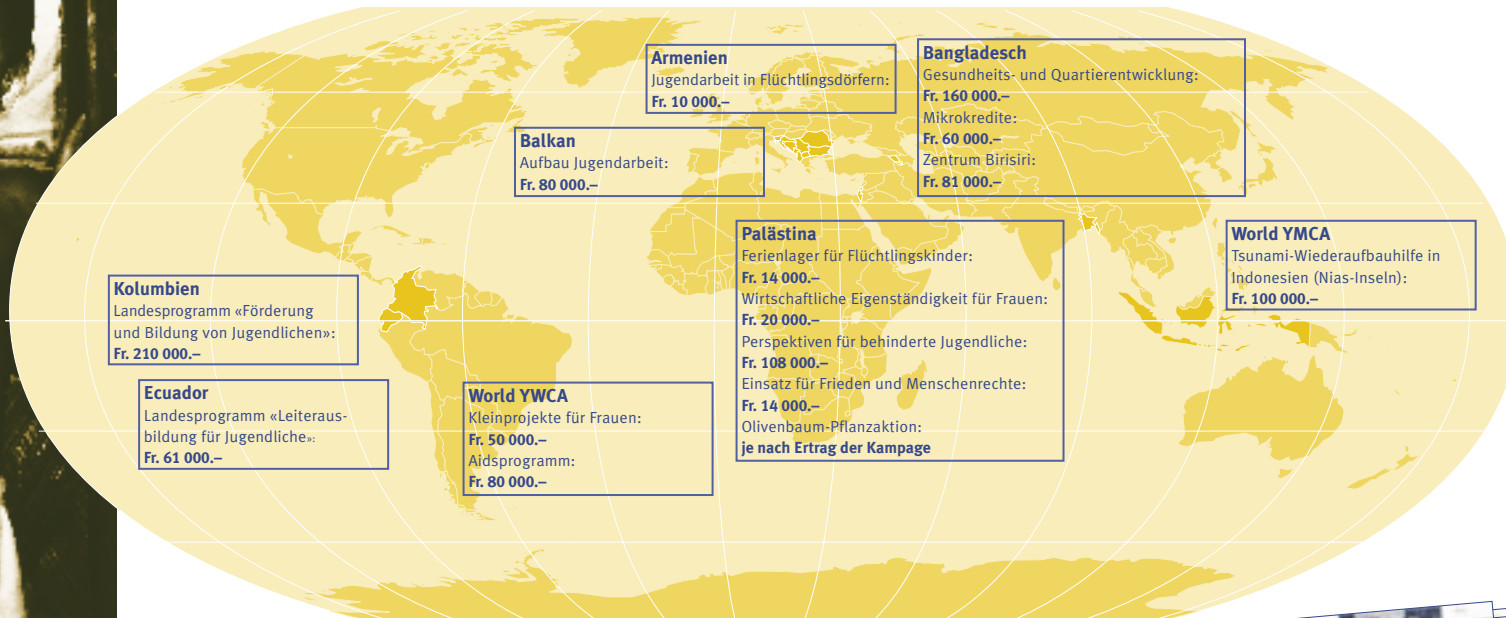 Armenien
Jugendarbeit in Flüchtlingsdörfern:
Fr. 10 000.–
Bangladesch
Gesundheits- und Quartierentwicklung:
Fr. 160 000.–
Mikrokredite:
Fr. 60 000.–
Zentrum Birisiri:
Fr. 81 000.–
Balkan
Aufbau Jugendarbeit:
Fr. 80 000.–
Palästina
Ferienlager für Flüchtlingskinder:
Fr. 14 000.–
Wirtschaftliche Eigenständigkeit für Frauen:
Fr. 20 000.–
Perspektiven für behinderte Jugendliche:
Fr. 108 000.–
Einsatz für Frieden und Menschenrechte:
Fr. 14 000.–
Olivenbaum-Pflanzaktion:
je nach Ertrag der Kampage
World YMCA
Tsunami-Wiederaufbauhilfe in
Indonesien (Nias-Inseln):
Fr. 100 000.–
Kolumbien
Landesprogramm «Förderung
und Bildung von Jugendlichen»:
Fr. 210 000.–
Ecuador
Landesprogramm «Leiteraus-
bildung für Jugendliche»:
Fr. 61 000.–
World YWCA
Kleinprojekte für Frauen:
Fr. 50 000.–
Aidsprogramm:
Fr. 80 000.–